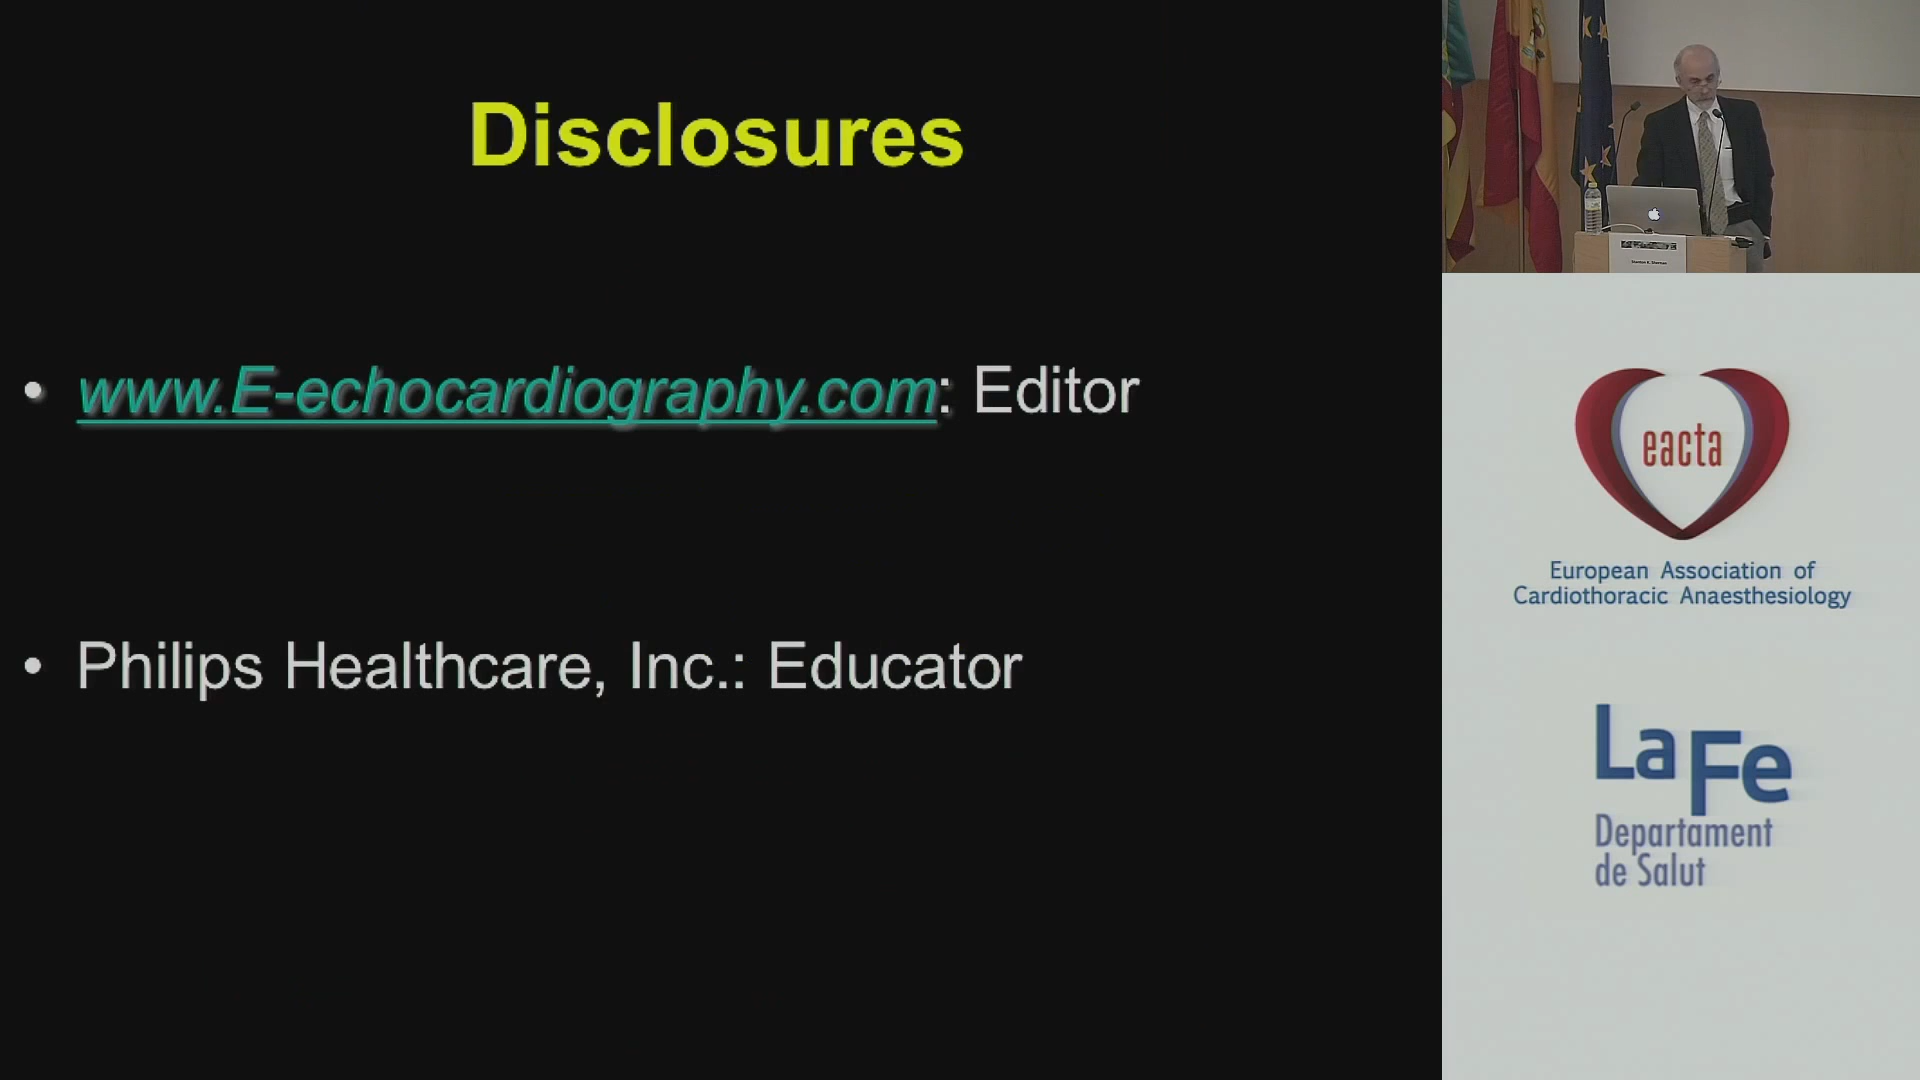 Disclosures
• www.E-echocardiography.com: Editor
• Philips Healthcare, Inc.: Educator
eacta
European Association of
Cardiothoracic Anaesthesiology
La Fe
Departament
de Salut